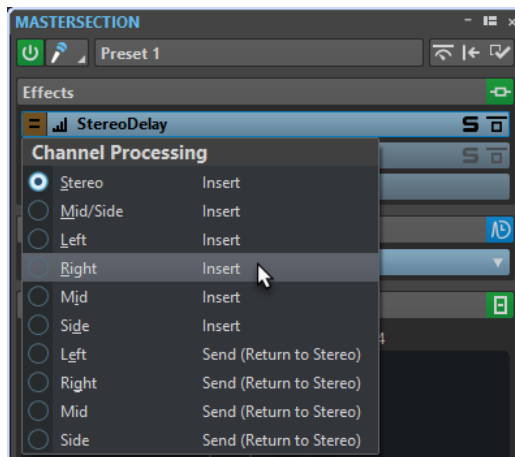 MASTERSECTION
Preset 1
Effects
StereoDelay S
Channel Processing
S
Stereo Insert
Mid/Side Insert
Left Insert
Right Insert
Mid Insert
Side Insert
Left Send (Return to Stereo)
4
Right Send (Return to Stereo)
Mid Send (Return to Stereo)
Side Send (Return to Stereo)